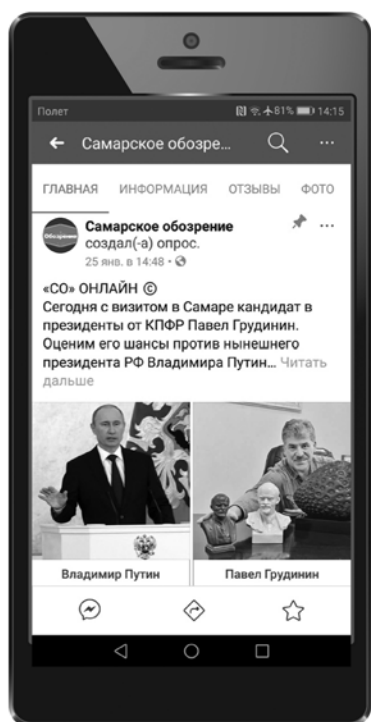 Полет 81% 14:15
Самарское обозре...
ГЛАВНАЯ ИНФОРМАЦИЯ ОТЗЫВЫ ФОТО
Обозрение
Самарское обозрение
создал(-а) опрос.
25 янв. в 14:48 •
«СО» ОНЛАЙН ©
Сегодня с визитом в Самаре кандидат в
президенты от КПФР Павел Грудинин.
Оценим его шансы против нынешнего
президента РФ Владимира Путин... Читать
дальше
Владимир Путин Павел Грудинин